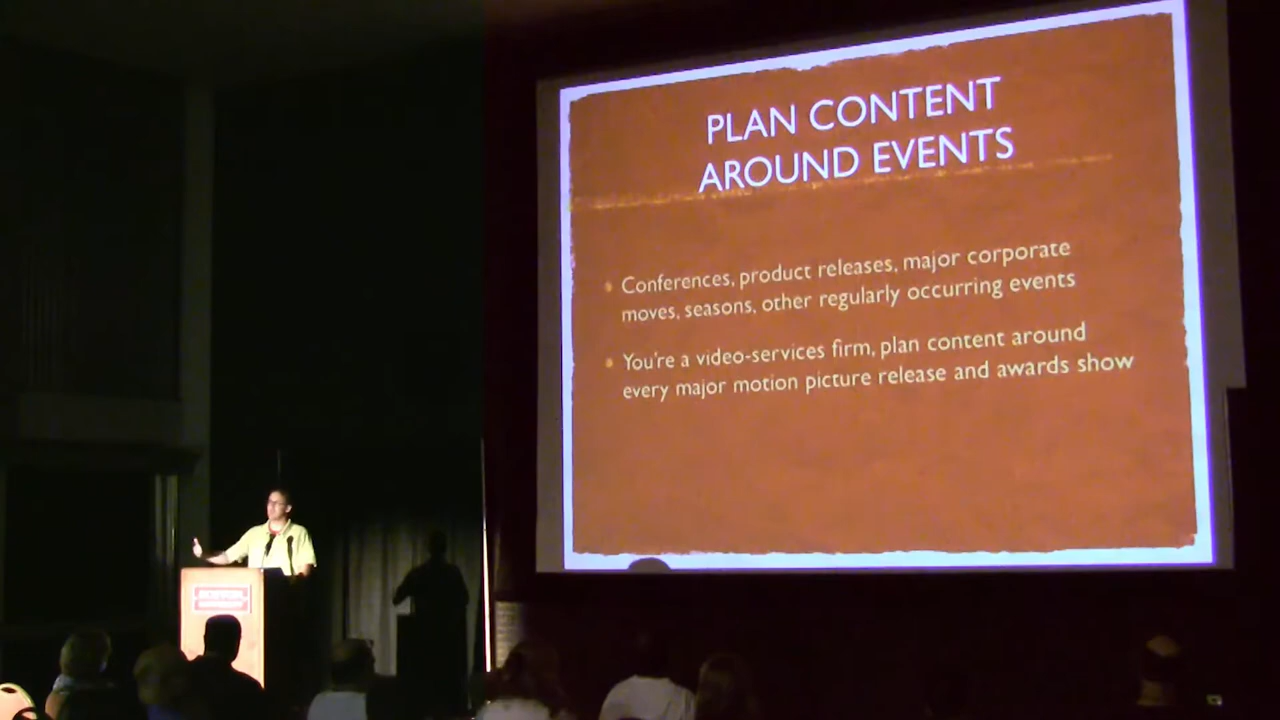 PLAN CONTENT
AROUND EVENTS
Conferences, product releases, major corporate
moves, seasons, other regularly occurring events
You're a video-services firm, plan content around
every major motion picture release and awards show